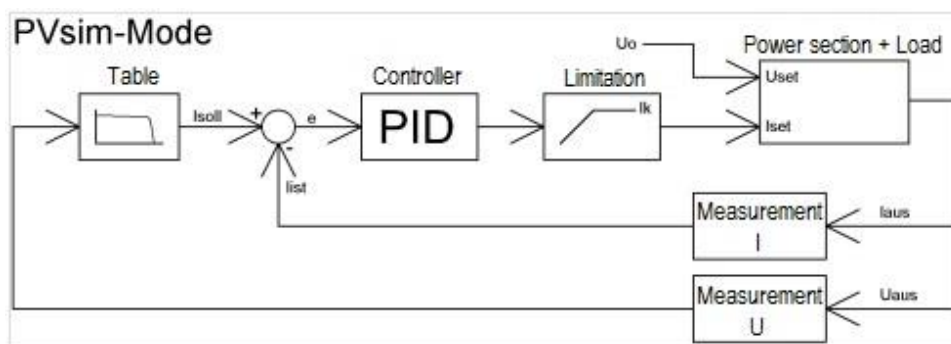 PVsim-Mode
Uo
Power section + Load
Table
Controller
Limitation
Uset
Isoll
+
e
PID
Ik
Iset
-
Iist
Measurement
I
Iaus
Measurement
U
Uaus